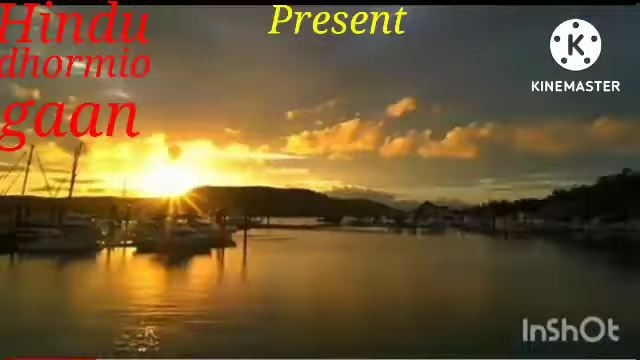 Hindu
dhormio
gaan
Present
KINEMASTER
InShOt